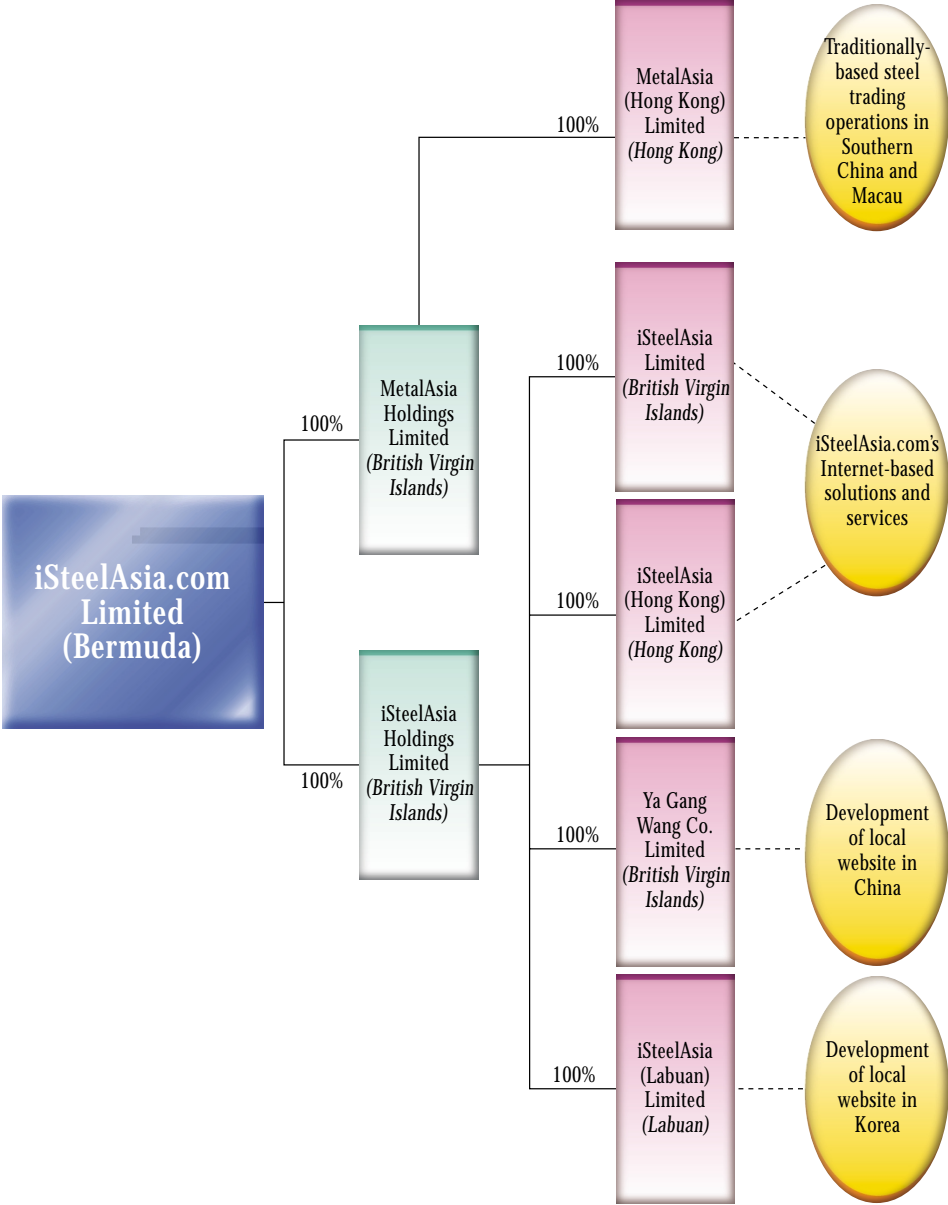 iSteelAsia.com
Limited
(Bermuda)
100%
MetalAsia
Holdings
Limited
(British Virgin
Islands)
100%
iSteelAsia
Holdings
Limited
(British Virgin
Islands)
100%
MetalAsia
(Hong Kong)
Limited
(Hong Kong)
Traditionally-
based steel
trading
operations in
Southern
China and
Macau
100%
iSteelAsia
Limited
(British Virgin
Islands)
100%
iSteelAsia
(Hong Kong)
Limited
(Hong Kong)
iSteelAsia.com's
Internet-based
solutions and
services
100%
Ya Gang
Wang Co.
Limited
(British Virgin
Islands)
Development
of local
website in
China
100%
iSteelAsia
(Labuan)
Limited
(Labuan)
Development
of local
website in
Korea